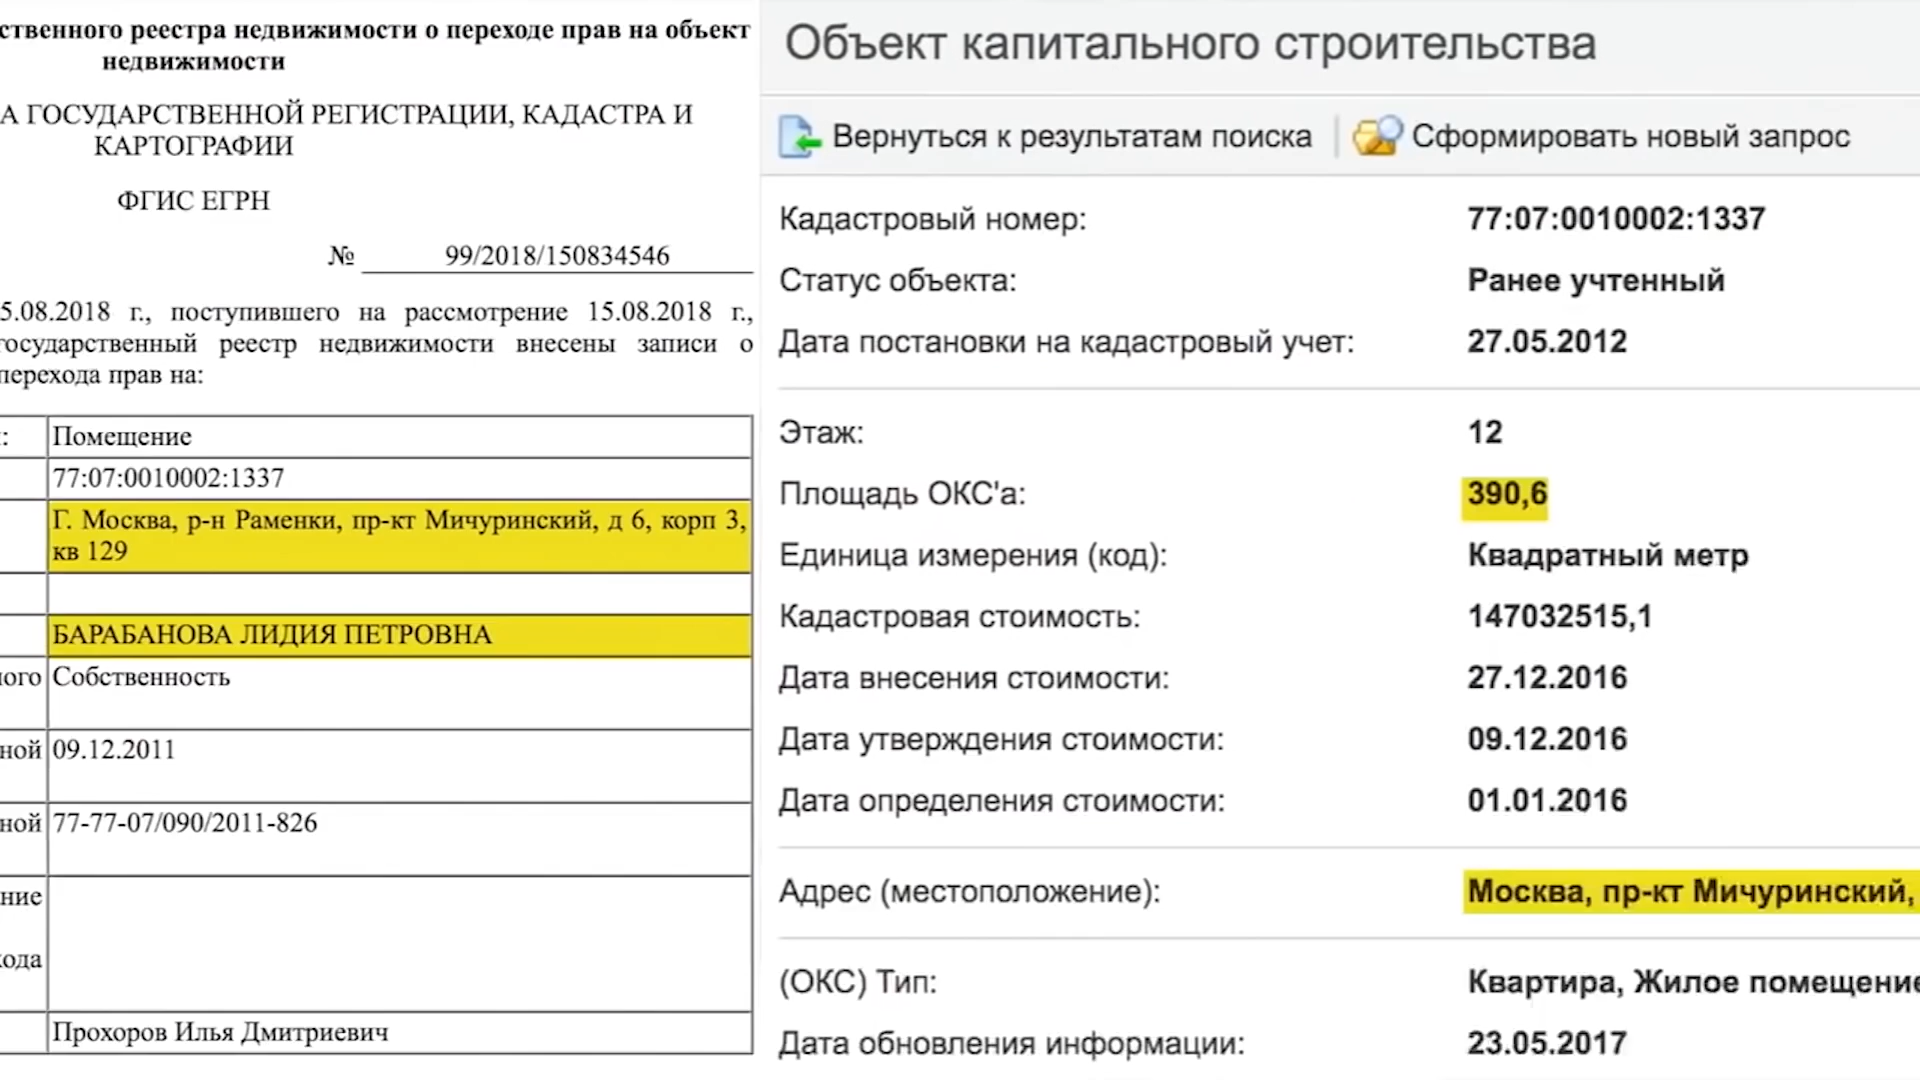 ственного реестра недвижимости о переходе прав на объект
недвижимости
А ГОСУДАРСТВЕННОЙ РЕГИСТРАЦИИ, КАДАСТРА И
КАРТОГРАФИИ
ФГИС ЕГРН
№ 99/2018/150834546
5.08.2018 г., поступившего на рассмотрение 15.08.2018 г.,
государственный реестр недвижимости внесены записи о
перехода прав на:
: Помещение
77:07:0010002:1337
Г. Москва, р-н Раменки, пр-кт Мичуринский, д 6, корп 3,
кв 129
БАРАБАНОВА ЛИДИЯ ПЕТРОВНА
ного Собственность
ной 09.12.2011
ной 77-77-07/090/2011-826
ние
хода
Прохоров Илья Дмитриевич
Объект капитального строительства
Вернуться к результатам поиска
Сформировать новый запрос
Кадастровый номер: 77:07:0010002:1337
Статус объекта: Ранее учтенный
Дата постановки на кадастровый учет: 27.05.2012
Этаж: 12
Площадь ОКС'а: 390,6
Единица измерения (код): Квадратный метр
Кадастровая стоимость: 147032515,1
Дата внесения стоимости: 27.12.2016
Дата утверждения стоимости: 09.12.2016
Дата определения стоимости: 01.01.2016
Адрес (местоположение): Москва, пр-кт Мичуринский,
(ОКС) Тип: Квартира, Жилое помещение
Дата обновления информации: 23.05.2017